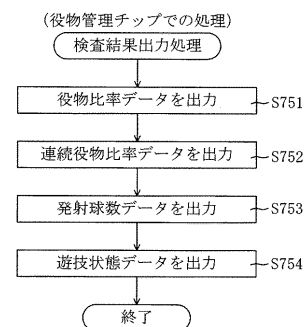 (役物管理チップでの処理)
検査結果出力処理
役物比率データを出力
S751
連続役物比率データを出力
S752
発射球数データを出力
S753
遊技状態データを出力
S754
終了